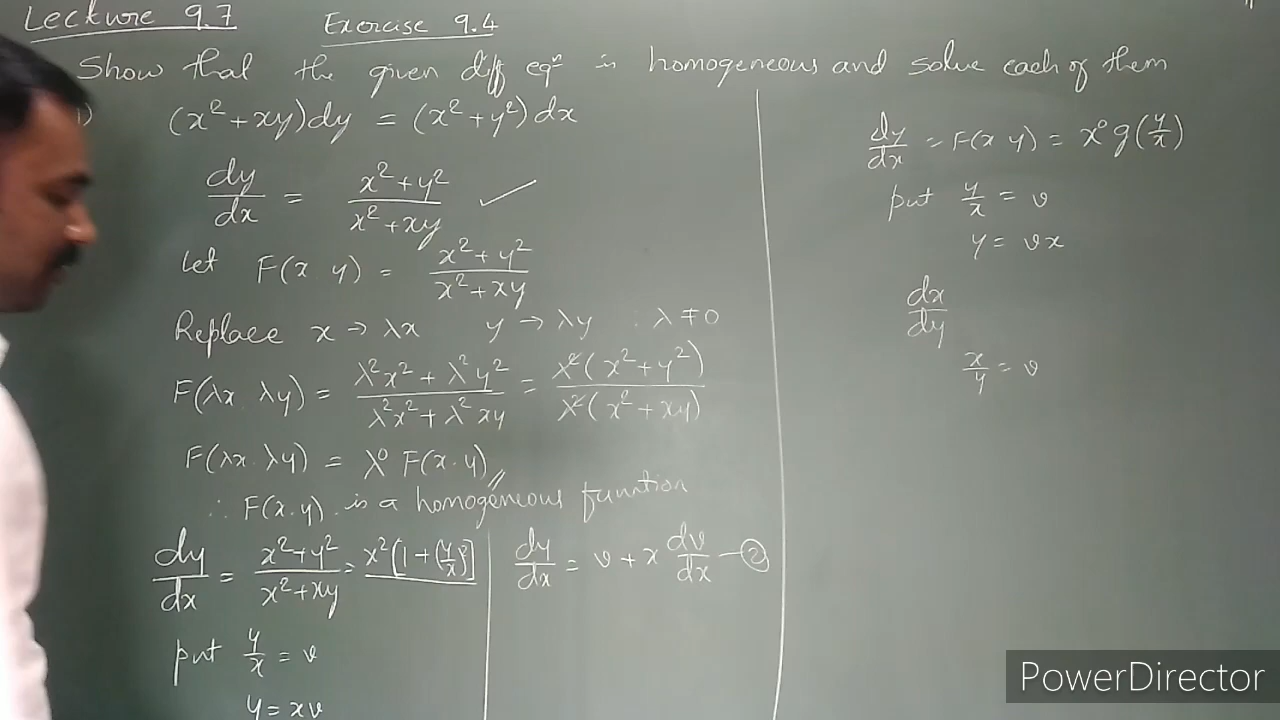 Lecture 9.7 Exercise 9.4
Show that the given diff eqⁿ is homogeneous and solve each of them
1) (x² + xy)dy = (x² + y²)dx
dy/dx = (x² + y²)/(x² + xy) ✓
Let F(x y) = (x² + y²)/(x² + xy)
Replace x → λx y → λy : λ ≠ 0
F(λx λy) = (λ²x² + λ²y²)/(λ²x² + λ²xy) = λ²(x² + y²)/λ²(x² + xy)
F(λx. λy) = λ⁰ F(x.y)//
∴ F(x.y) is a homogeneous function
dy/dx = (x² + y²)/(x² + xy) = x²[1 + (y/x)²]
put y/x = v
y = xv
dy/dx = v + x dv/dx — ②
dy/dx = F(x y) = x⁰ g(y/x)
put y/x = v
y = vx
dx/dy
x/y = v
PowerDirector